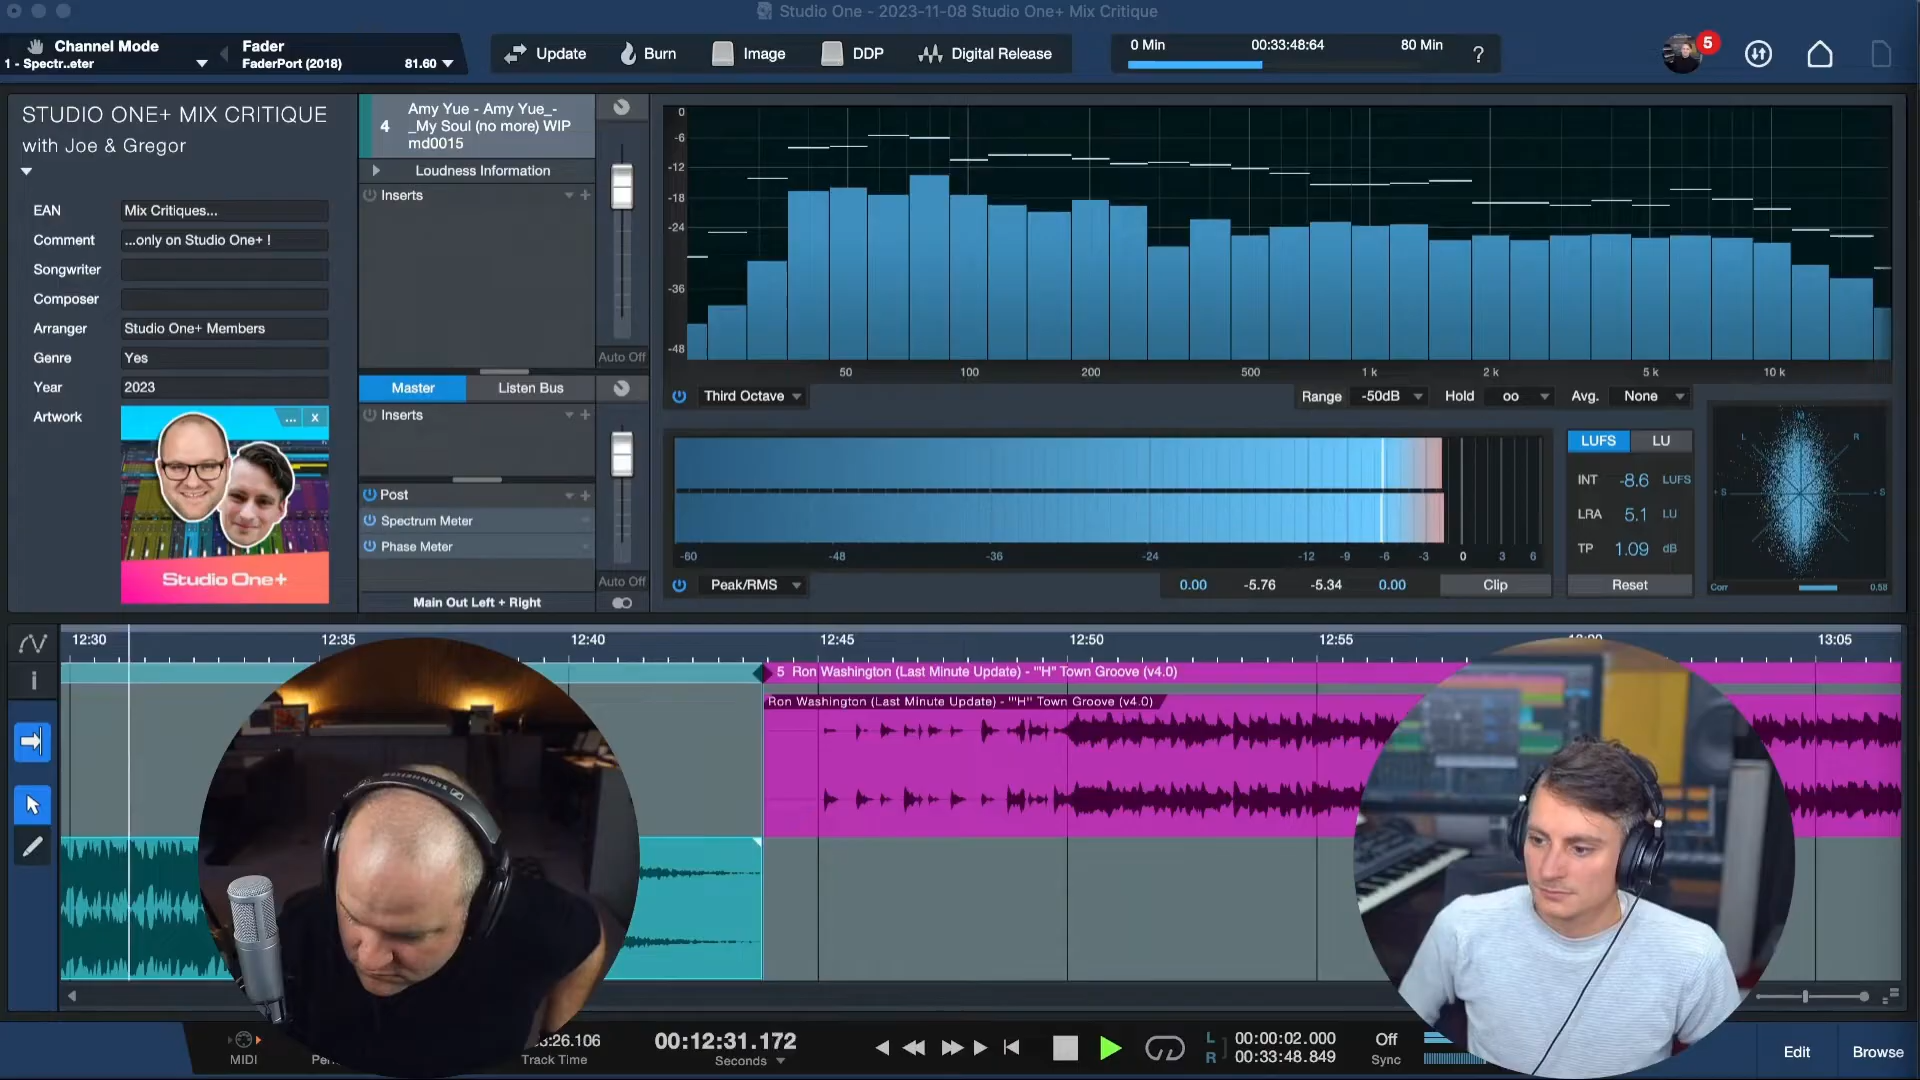 Studio One - 2023-11-08 Studio One+ Mix Critique
Channel Mode
1 - Spectr..eter
Fader
FaderPort (2018)
81.60
Update
Burn
Image
DDP
Digital Release
0 Min
00:33:48:64
80 Min
?
5
STUDIO ONE+ MIX CRITIQUE
with Joe & Gregor
EAN
Mix Critiques...
Comment
...only on Studio One+ !
Songwriter
Composer
Arranger
Studio One+ Members
Genre
Yes
Year
2023
Artwork
...
x
Studio One+
4
Amy Yue - Amy Yue_-
_My Soul (no more) WIP
md0015
Loudness Information
Inserts
Auto Off
Master
Listen Bus
Inserts
Post
Spectrum Meter
Phase Meter
Auto Off
Main Out Left + Right
0
-6
-12
-18
-24
-36
-48
50
100
200
500
1 k
2 k
5 k
10 k
Third Octave
Range
-50dB
Hold
oo
Avg.
None
-60
-48
-36
-24
-12
-9
-6
-3
0
3
6
Peak/RMS
0.00
-5.76
-5.34
0.00
Clip
LUFS
LU
INT
-8.6
LUFS
LRA
5.1
LU
TP
1.09
dB
Reset
M
L
R
S
S
Corr
0.58
12:30
12:35
12:40
12:45
12:50
12:55
13:05
i
5 Ron Washington (Last Minute Update) - '"H" Town Groove (v4.0)
Ron Washington (Last Minute Update) - '"H" Town Groove (v4.0)
SENNHEISER
MIDI
:26.106
Track Time
00:12:31.172
Seconds
L
R
00:00:02.000
00:33:48.849
Off
Sync
Edit
Browse